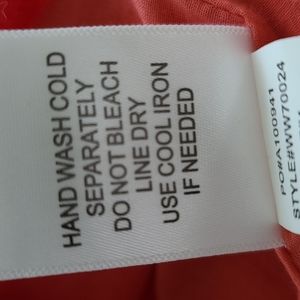 HAND WASH COLD
SEPARATELY
DO NOT BLEACH
LINE DRY
USE COOL IRON
IF NEEDED
PO#A100941
STYLE#WW70024